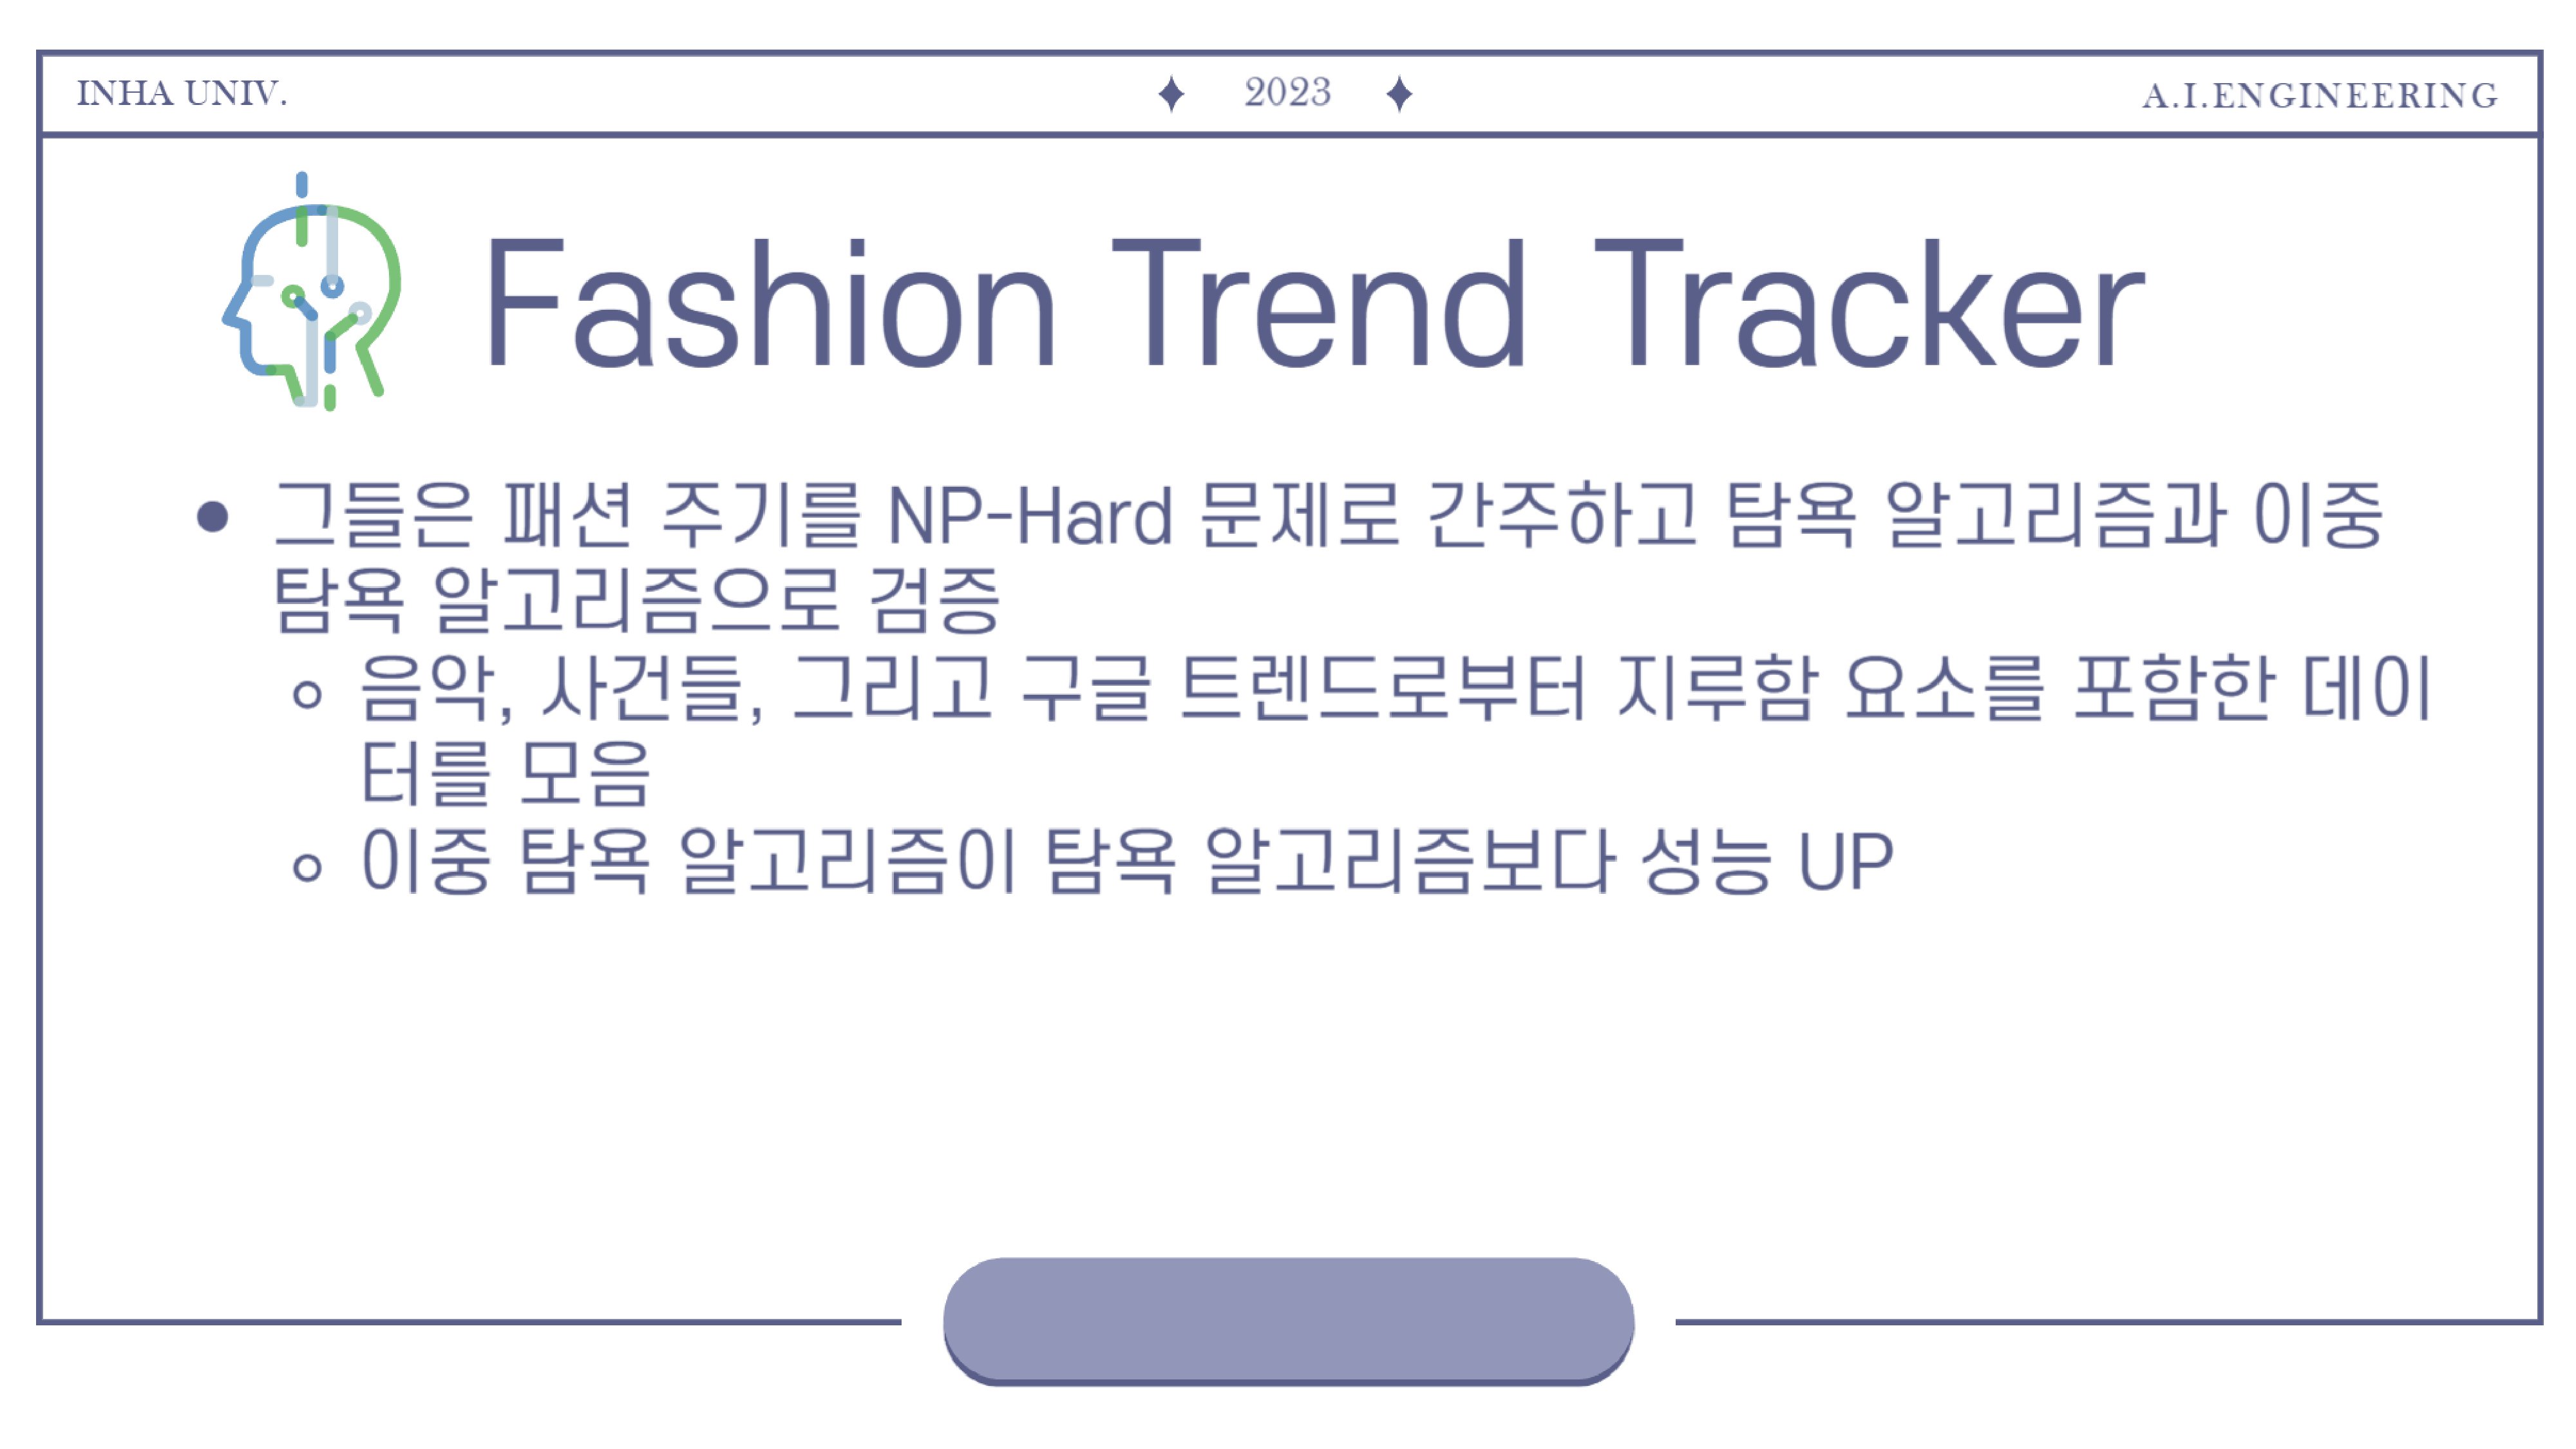 INHA UNIV.
2023
A.I.ENGINEERING
Fashion Trend Tracker
● 그들은 패션 주기를 NP-Hard 문제로 간주하고 탐욕 알고리즘과 이중
탐욕 알고리즘으로 검증
○ 음악, 사건들, 그리고 구글 트렌드로부터 지루함 요소를 포함한 데이
터를 모음
○ 이중 탐욕 알고리즘이 탐욕 알고리즘보다 성능 UP